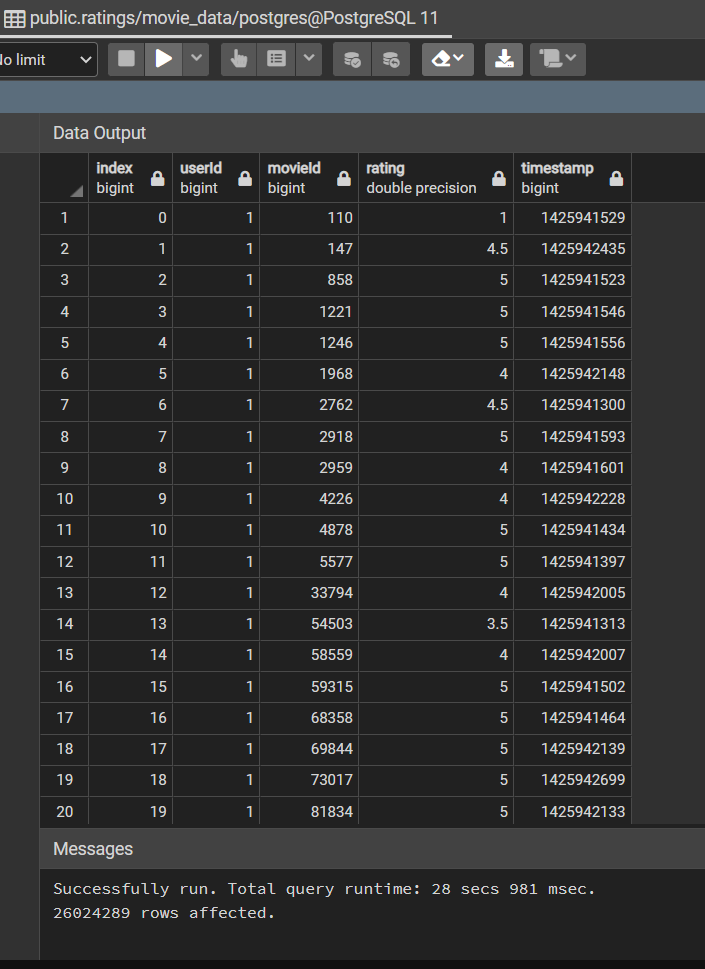 public.ratings/movie_data/postgres@PostgreSQL 11
No limit
Data Output
index userId movieId rating timestamp
bigint bigint bigint double precision bigint
1 0 1 110 1 1425941529
2 1 1 147 4.5 1425942435
3 2 1 858 5 1425941523
4 3 1 1221 5 1425941546
5 4 1 1246 5 1425941556
6 5 1 1968 4 1425942148
7 6 1 2762 4.5 1425941300
8 7 1 2918 5 1425941593
9 8 1 2959 4 1425941601
10 9 1 4226 4 1425942228
11 10 1 4878 5 1425941434
12 11 1 5577 5 1425941397
13 12 1 33794 4 1425942005
14 13 1 54503 3.5 1425941313
15 14 1 58559 4 1425942007
16 15 1 59315 5 1425941502
17 16 1 68358 5 1425941464
18 17 1 69844 5 1425942139
19 18 1 73017 5 1425942699
20 19 1 81834 5 1425942133
Messages
Successfully run. Total query runtime: 28 secs 981 msec.
26024289 rows affected.